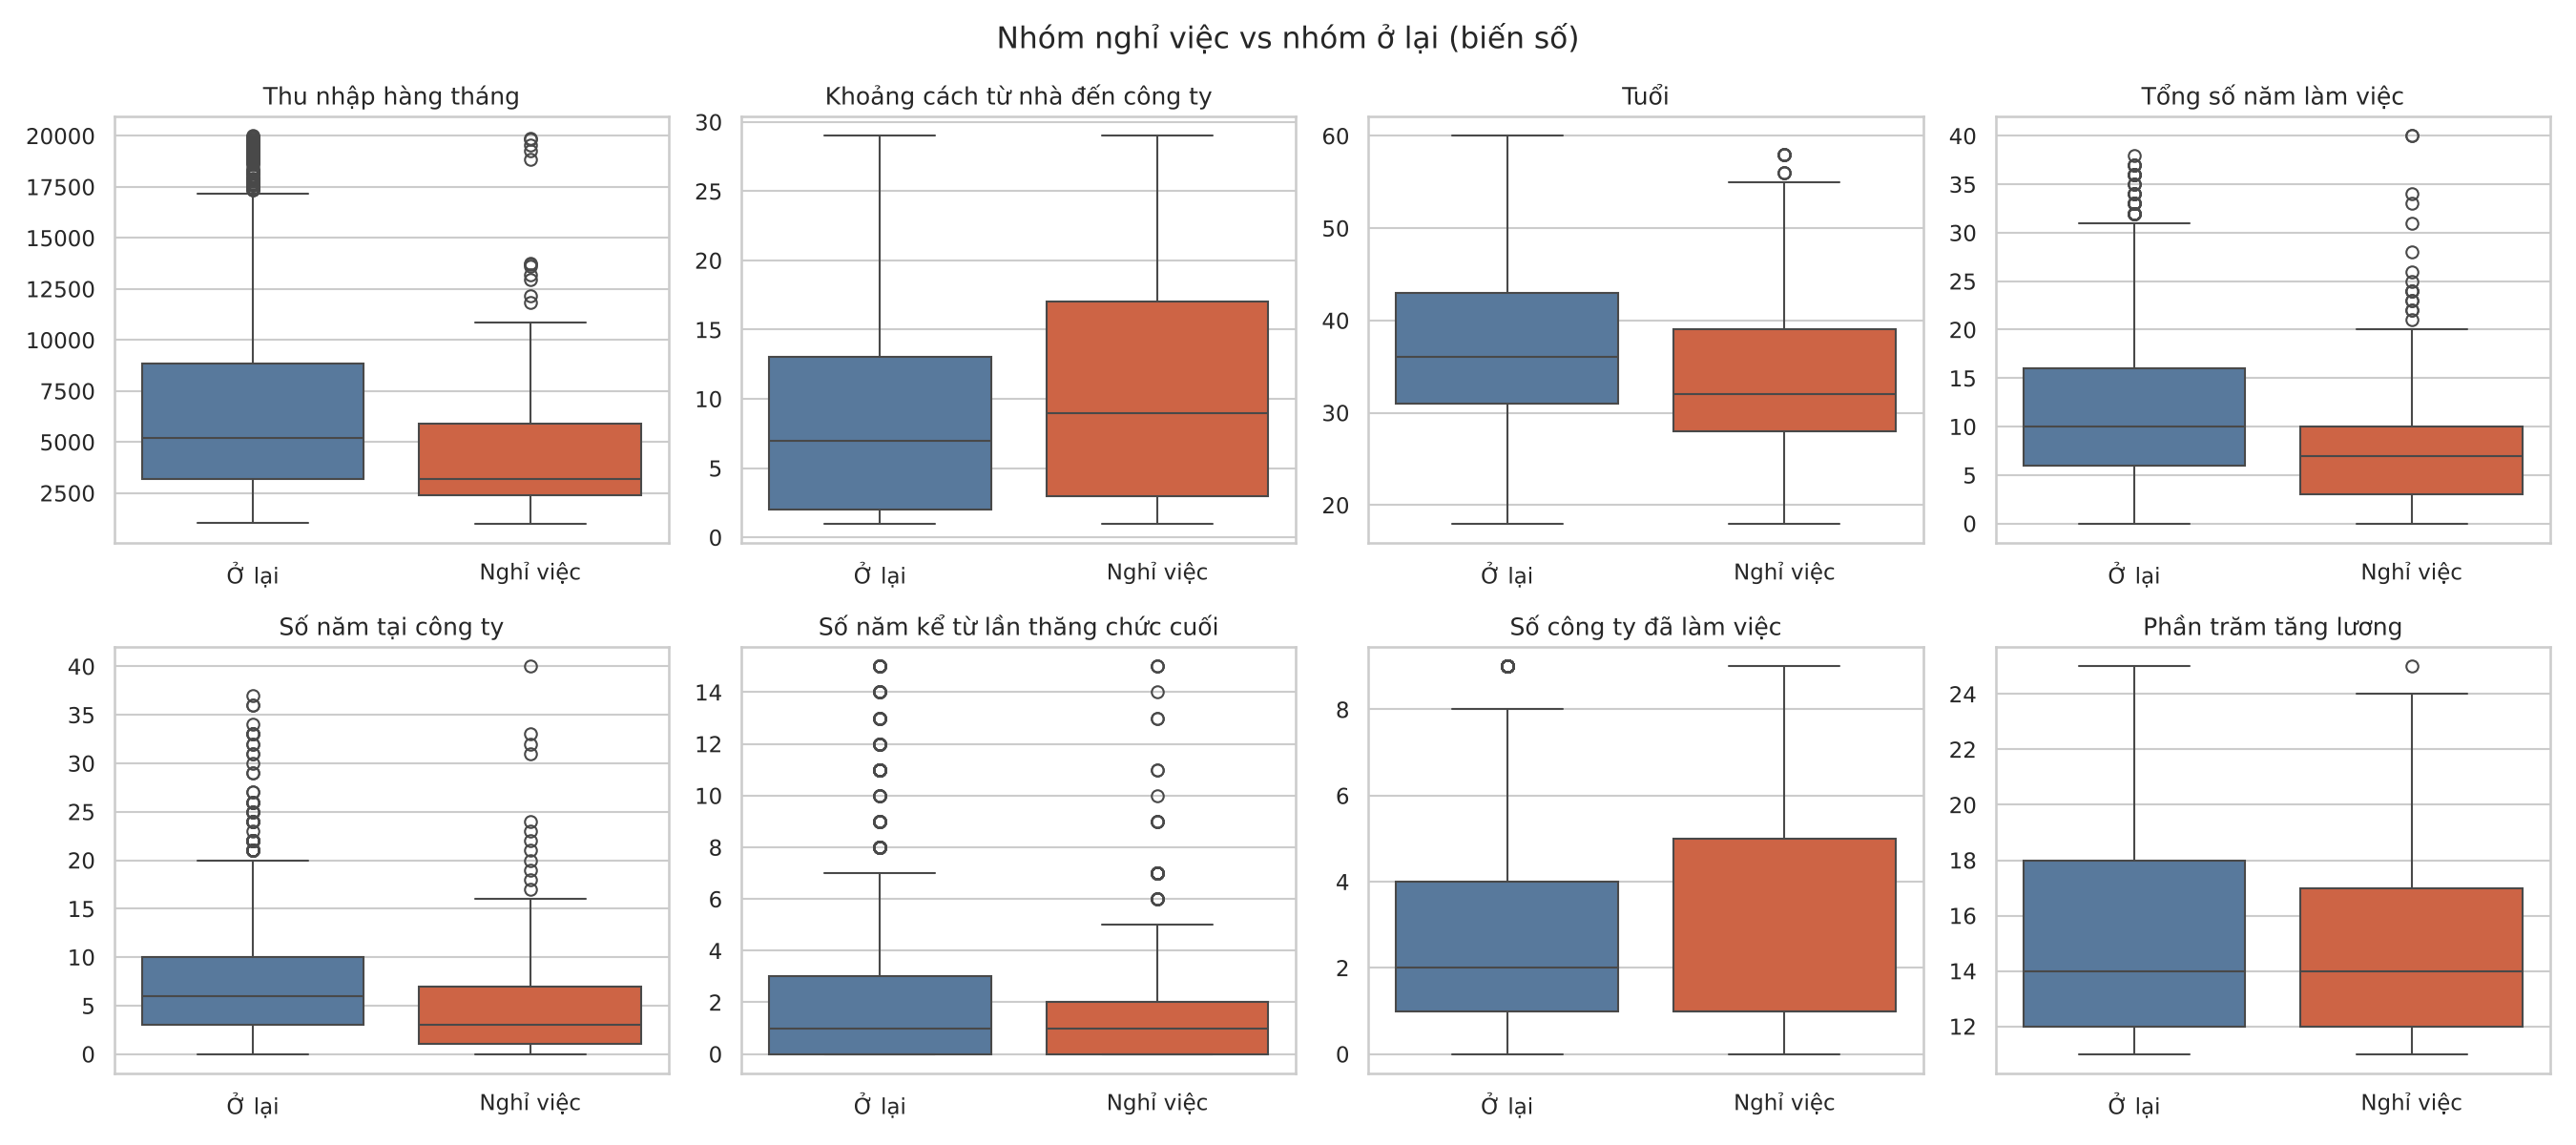 Nhóm nghỉ việc vs nhóm ở lại (biến số)
Thu nhập hàng tháng
20000
17500
15000
12500
10000
7500
5000
2500
Ở lại
Nghỉ việc
Khoảng cách từ nhà đến công ty
30
25
20
15
10
5
0
Ở lại
Nghỉ việc
Tuổi
60
50
40
30
20
Ở lại
Nghỉ việc
Tổng số năm làm việc
40
35
30
25
20
15
10
5
0
Ở lại
Nghỉ việc
Số năm tại công ty
40
35
30
25
20
15
10
5
0
Ở lại
Nghỉ việc
Số năm kể từ lần thăng chức cuối
14
12
10
8
6
4
2
0
Ở lại
Nghỉ việc
Số công ty đã làm việc
8
6
4
2
0
Ở lại
Nghỉ việc
Phần trăm tăng lương
24
22
20
18
16
14
12
Ở lại
Nghỉ việc